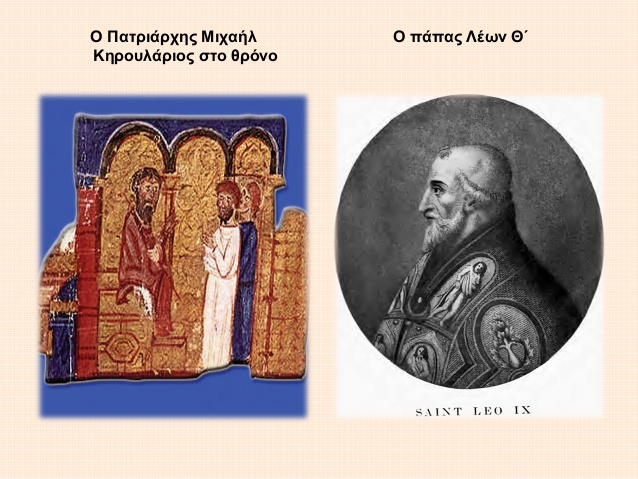 Ο Πατριάρχης Μιχαήλ
Κηρουλάριος στο θρόνο
Ο πάπας Λέων Θ΄
SAINT LEO IX